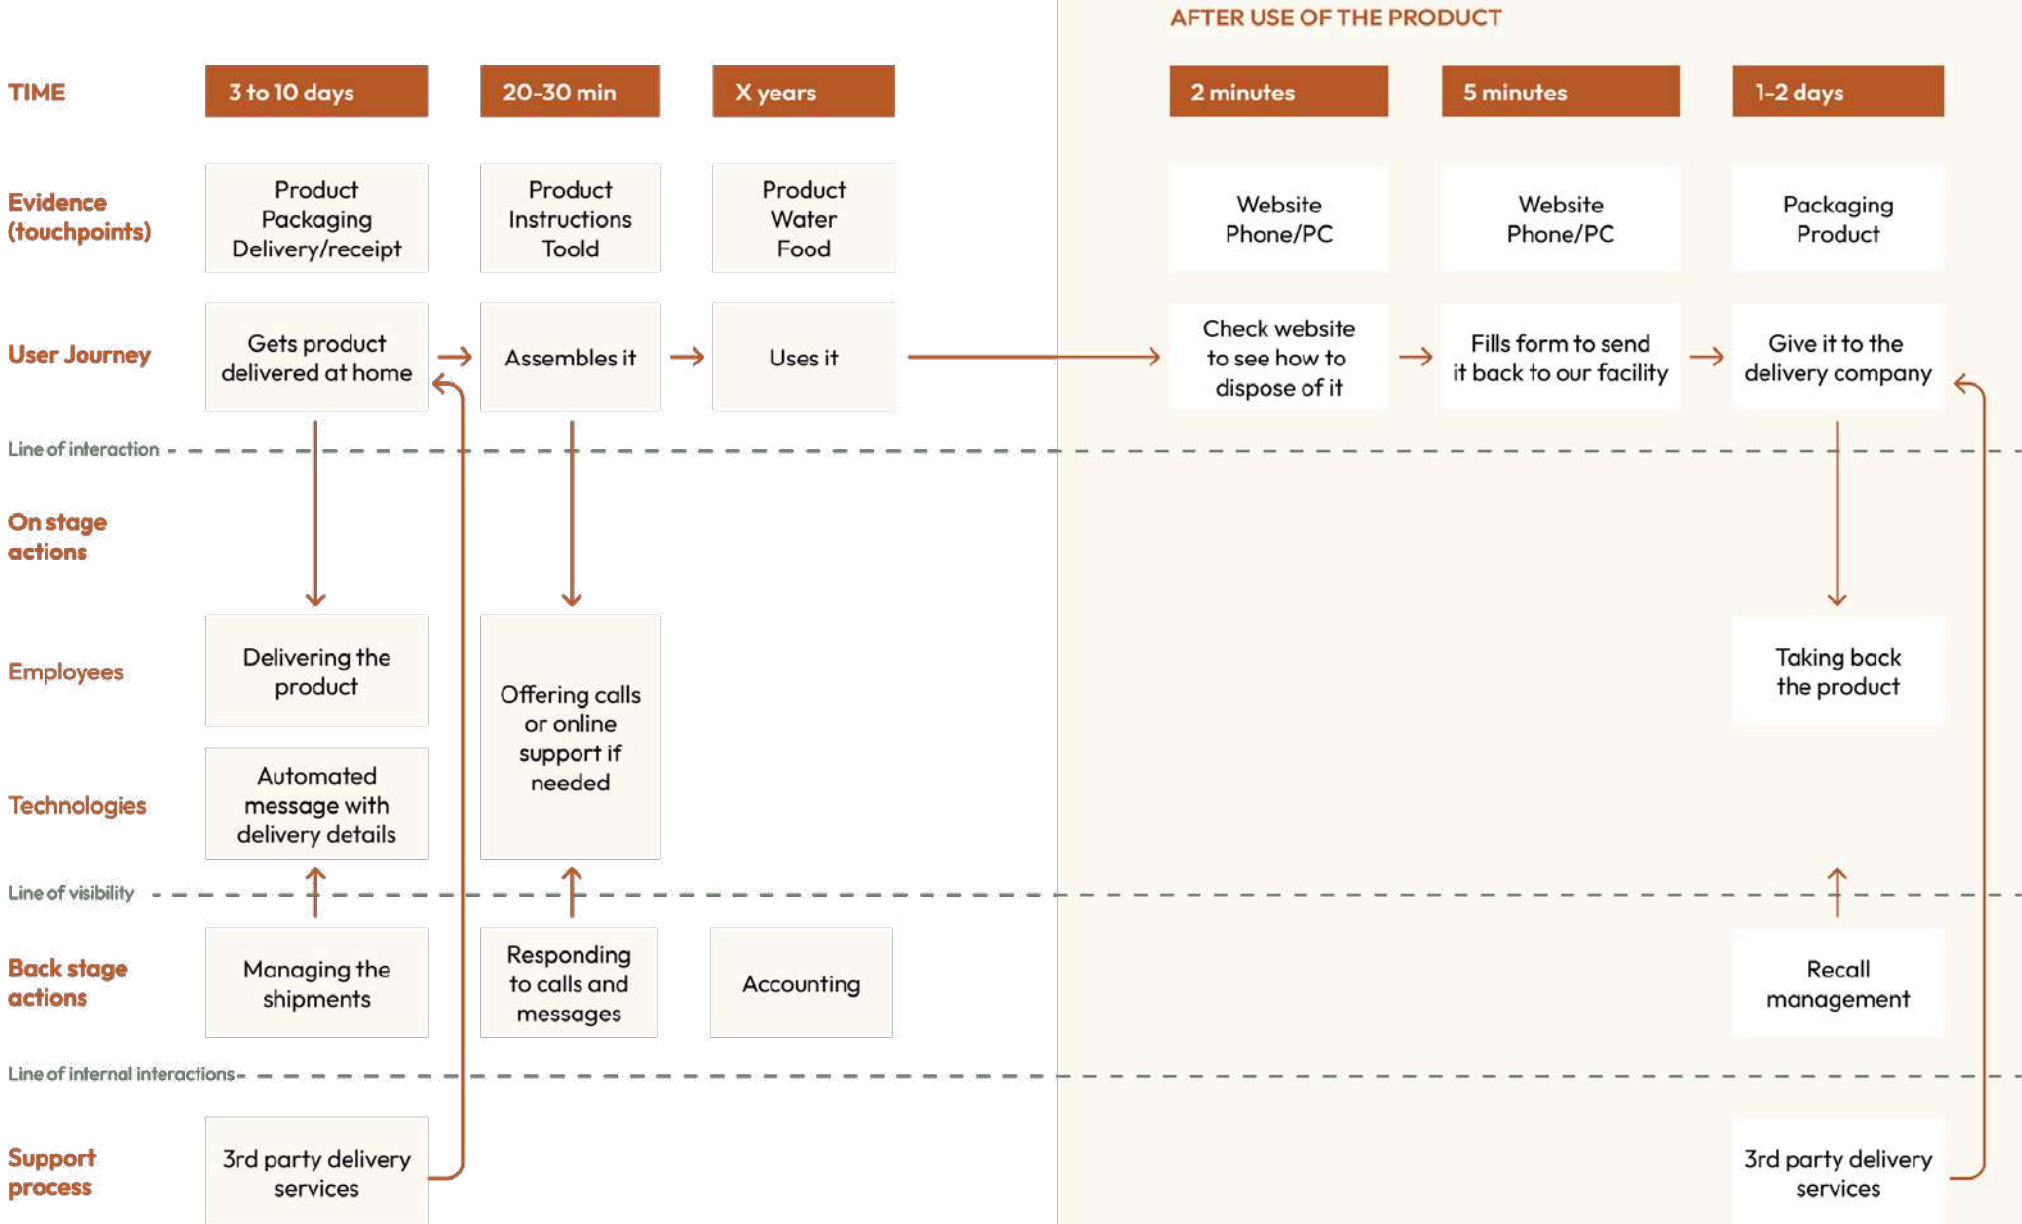 AFTER USE OF THE PRODUCT
TIME
3 to 10 days
20-30 min
X years
2 minutes
5 minutes
1-2 days
Evidence
(touchpoints)
Product
Packaging
Delivery/receipt
Product
Instructions
Toold
Product
Water
Food
Website
Phone/PC
Website
Phone/PC
Packaging
Product
User Journey
Gets product
delivered at home
Assembles it
Uses it
Check website
to see how to
dispose of it
Fills form to send
it back to our facility
Give it to the
delivery company
Line of interaction
On stage
actions
Employees
Delivering the
product
Offering calls
or online
support if
needed
Taking back
the product
Technologies
Automated
message with
delivery details
Line of visibility
Back stage
actions
Managing the
shipments
Responding
to calls and
messages
Accounting
Recall
management
Line of internal interactions
Support
process
3rd party delivery
services
3rd party delivery
services